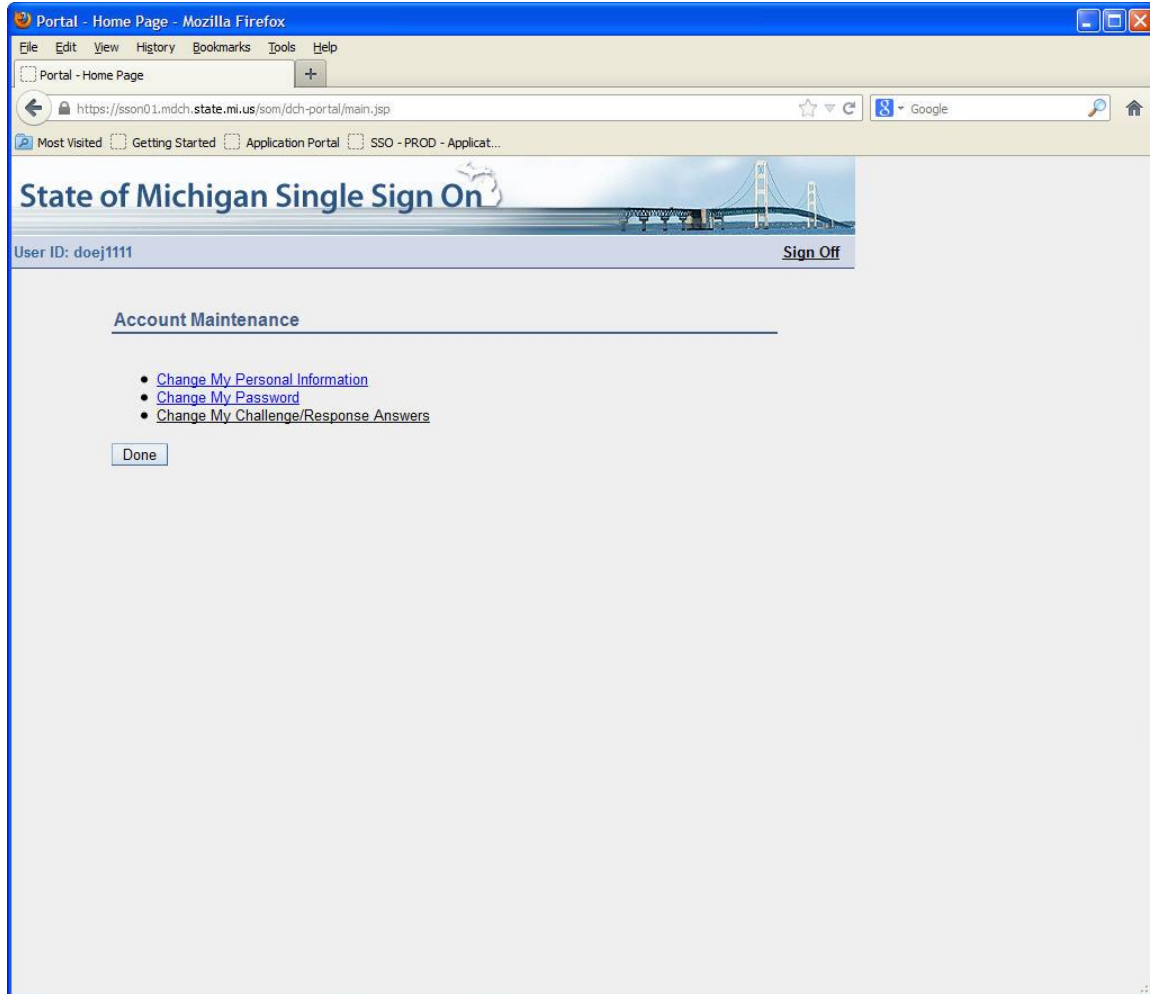 Portal - Home Page - Mozilla Firefox
File Edit View History Bookmarks Tools Help
Portal - Home Page
https://sson01.mdch.state.mi.us/som/dch-portal/main.jsp Google
Most Visited Getting Started Application Portal SSO - PROD - Applicat...
State of Michigan Single Sign On
User ID: doej1111 Sign Off
Account Maintenance
Change My Personal Information
Change My Password
Change My Challenge/Response Answers
Done